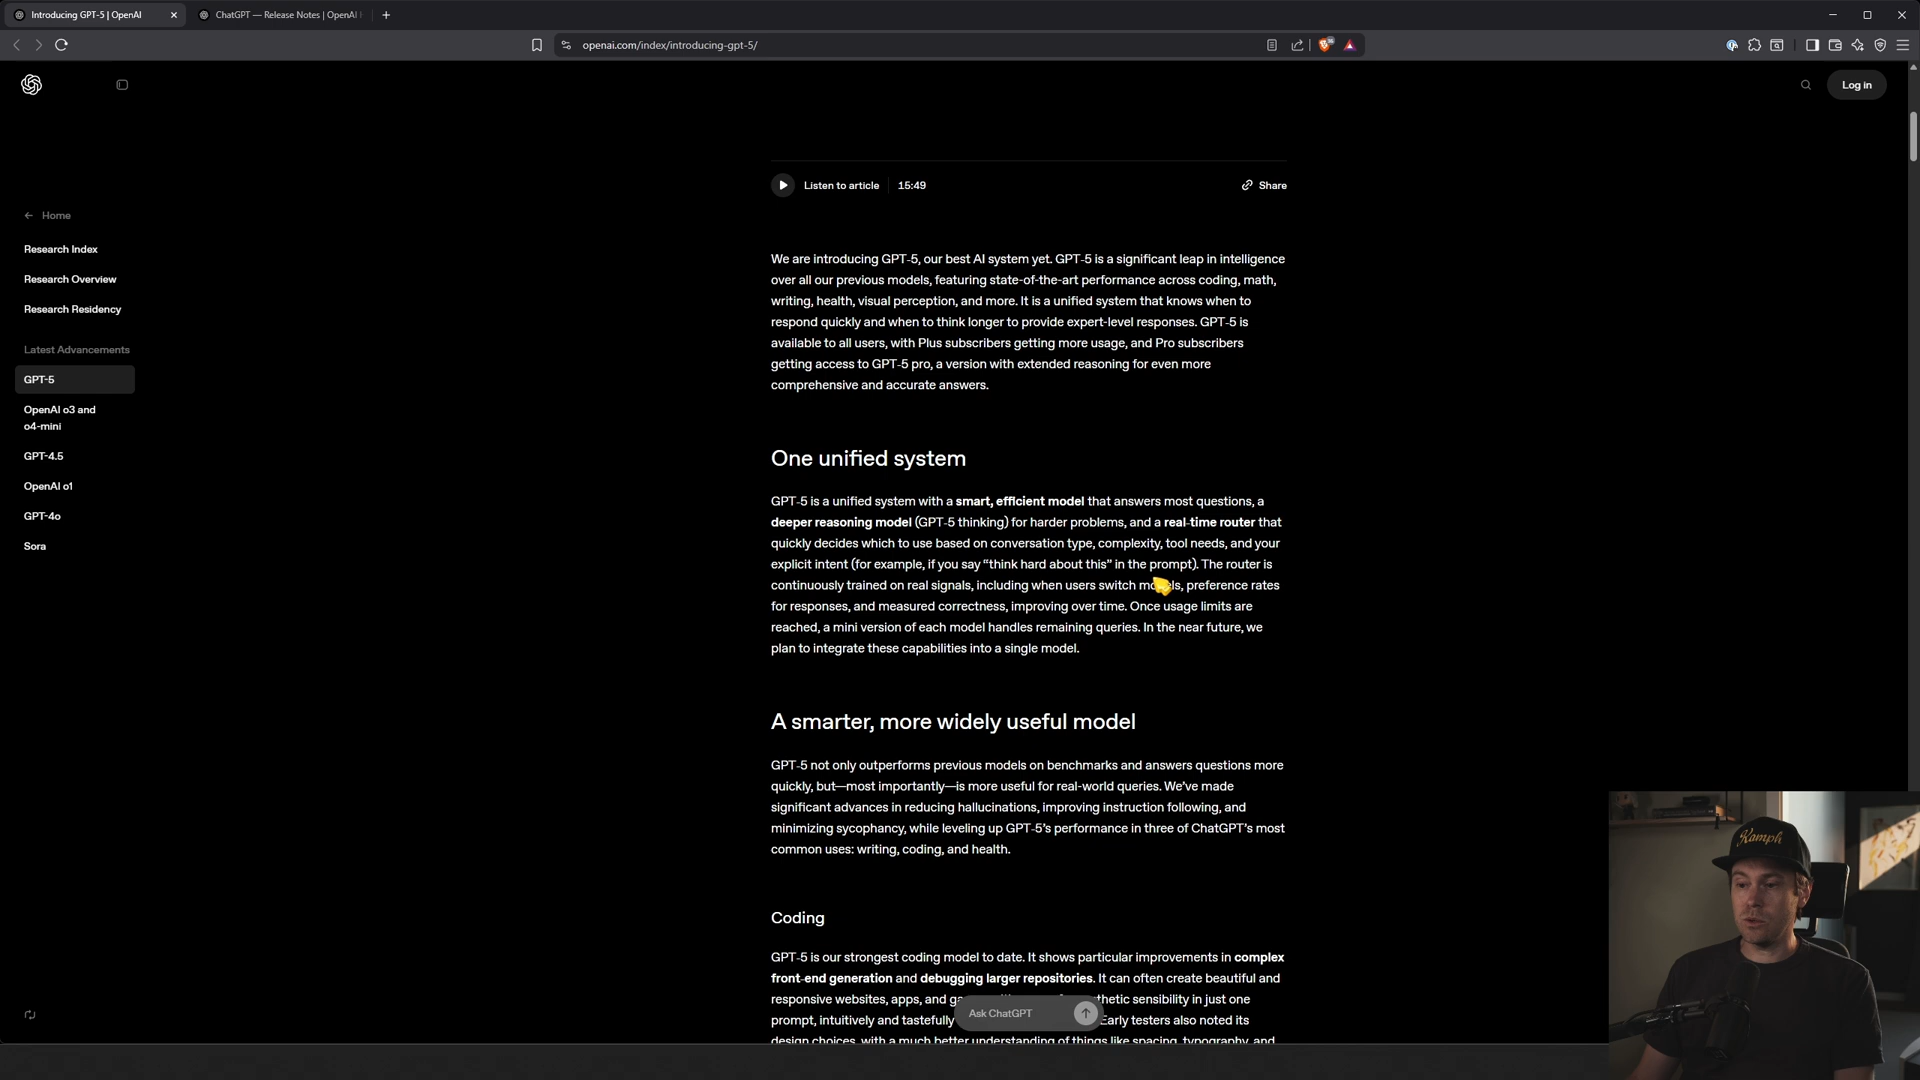 Introducing GPT-5 | OpenAI
ChatGPT — Release Notes | OpenAI
openai.com/index/introducing-gpt-5/
Log in
Listen to article 15:49 Share
Home
Research Index
Research Overview
Research Residency
Latest Advancements
GPT-5
OpenAI o3 and
o4-mini
GPT-4.5
OpenAI o1
GPT-4o
Sora
We are introducing GPT-5, our best AI system yet. GPT-5 is a significant leap in intelligence
over all our previous models, featuring state-of-the-art performance across coding, math,
writing, health, visual perception, and more. It is a unified system that knows when to
respond quickly and when to think longer to provide expert-level responses. GPT-5 is
available to all users, with Plus subscribers getting more usage, and Pro subscribers
getting access to GPT-5 pro, a version with extended reasoning for even more
comprehensive and accurate answers.
One unified system
GPT-5 is a unified system with a smart, efficient model that answers most questions, a
deeper reasoning model (GPT-5 thinking) for harder problems, and a real-time router that
quickly decides which to use based on conversation type, complexity, tool needs, and your
explicit intent (for example, if you say “think hard about this” in the prompt). The router is
continuously trained on real signals, including when users switch models, preference rates
for responses, and measured correctness, improving over time. Once usage limits are
reached, a mini version of each model handles remaining queries. In the near future, we
plan to integrate these capabilities into a single model.
A smarter, more widely useful model
GPT-5 not only outperforms previous models on benchmarks and answers questions more
quickly, but—most importantly—is more useful for real-world queries. We’ve made
significant advances in reducing hallucinations, improving instruction following, and
minimizing sycophancy, while leveling up GPT-5’s performance in three of ChatGPT’s most
common uses: writing, coding, and health.
Coding
GPT-5 is our strongest coding model to date. It shows particular improvements in complex
front-end generation and debugging larger repositories. It can often create beautiful and
responsive websites, apps, and sensibility in just one
prompt, intuitively and tastefully Early testers also noted its
design choices, with a much better understanding of things like spacing, typography, and
Ask ChatGPT
Kamph